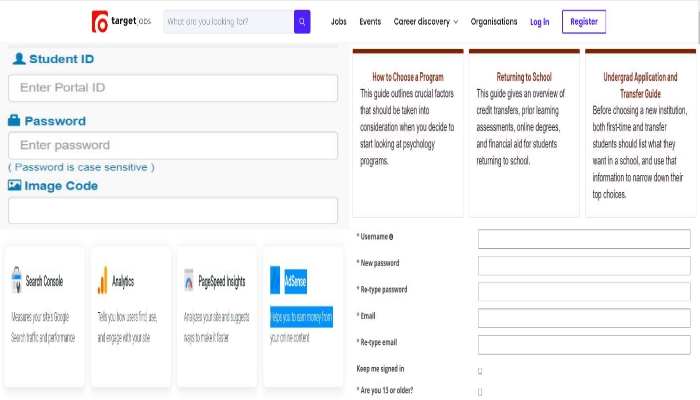 targetjobs
What are you looking for?
Jobs Events Career discovery Organisations Log in Register
Student ID
Enter Portal ID
Password
Enter password
( Password is case sensitive )
Image Code
How to Choose a Program
This guide outlines crucial factors
that should be taken into
consideration when you decide to
start looking at psychology
programs.
Returning to School
This guide gives an overview of
credit transfers, prior learning
assessments, online degrees,
and financial aid for students
returning to school.
Undergrad Application and
Transfer Guide
Before choosing a new institution,
both first-time and transfer
students should list what they
want in a school, and use that
information to narrow down their
top choices.
Search Console
Measures your site's Google
Search traffic and performance
Analytics
Tells you how users find, use,
and engage with your site
PageSpeed Insights
Analyzes your site and suggests
ways to make it faster
AdSense
Helps you to earn money from
your online content
* Username
* New password
* Re-type password
* Email
* Re-type email
Keep me signed in
* Are you 13 or older?